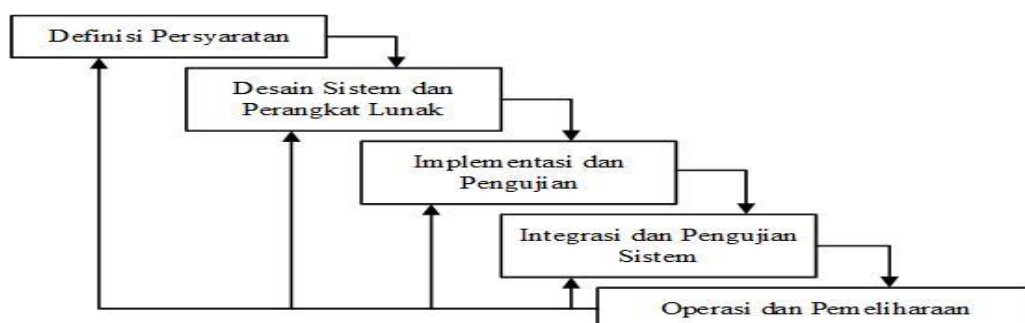 Definisi Persyaratan
Desain Sistem dan
Perangkat Lunak
Implementasi dan
Pengujian
Integrasi dan Pengujian
Sistem
Operasi dan Pemeliharaan